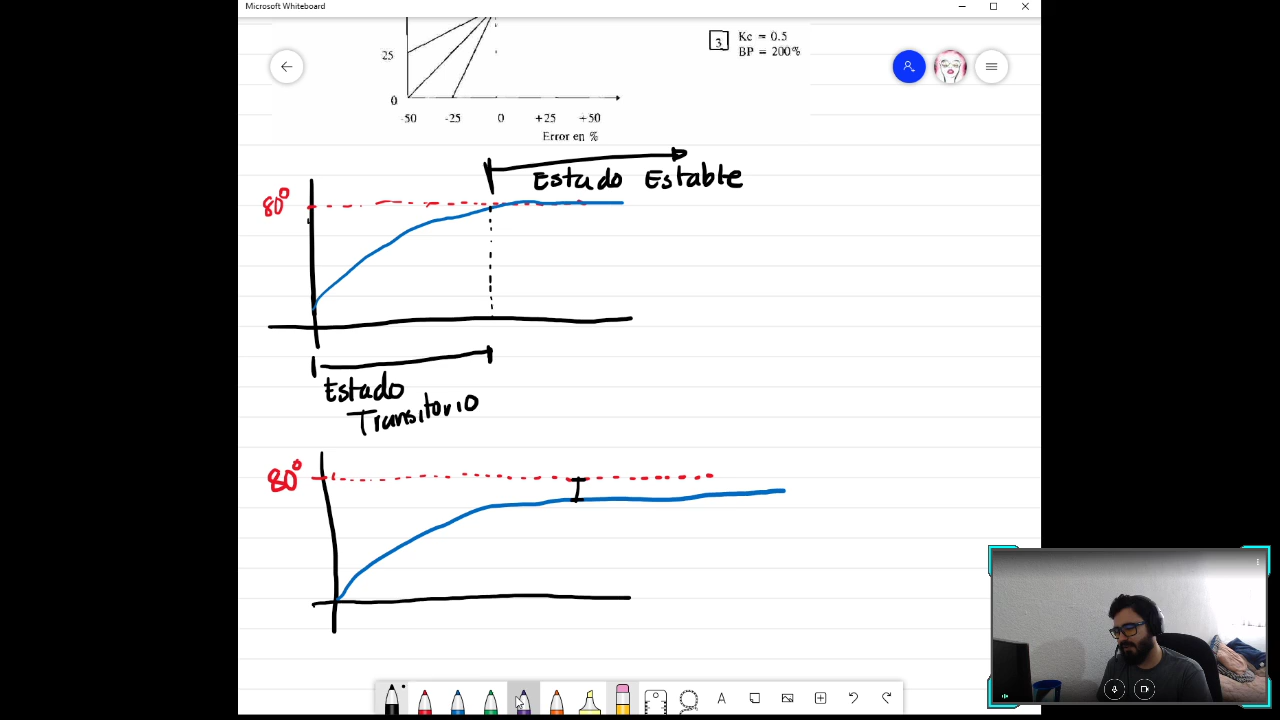 Microsoft Whiteboard
3 Kc = 0.5
BP = 200%
25
0
-50 -25 0 +25 +50
Error en %
Estado Estable
80°
Estado
Transitorio
80°
A